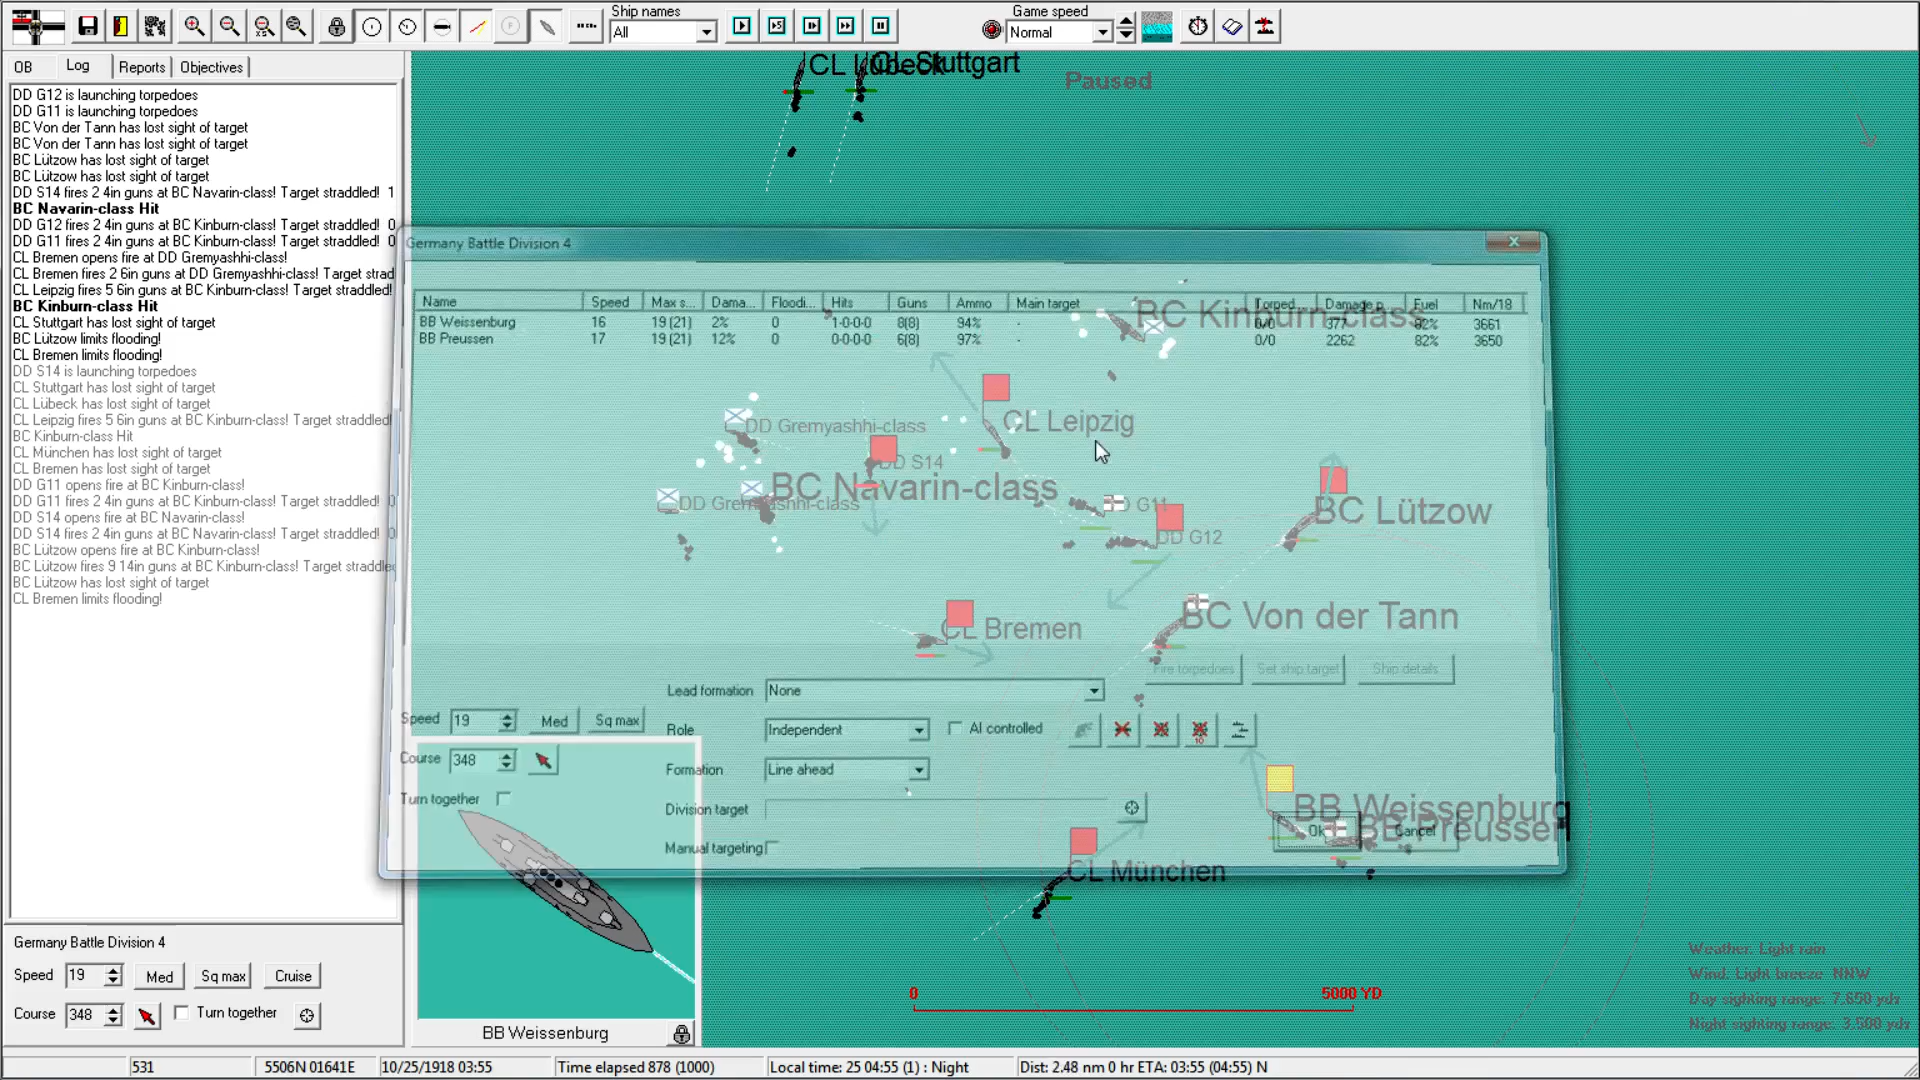 Ship names
All
Game speed
Normal
OB
Log
Reports
Objectives
DD G12 is launching torpedoes
DD G11 is launching torpedoes
BC Von der Tann has lost sight of target
BC Von der Tann has lost sight of target
BC Lützow has lost sight of target
BC Lützow has lost sight of target
DD S14 fires 2 4in guns at BC Navarin-class! Target straddled! 1
BC Navarin-class Hit
DD G12 fires 2 4in guns at BC Kinburn-class! Target straddled! 0
DD G11 fires 2 4in guns at BC Kinburn-class! Target straddled! 0
CL Bremen opens fire at DD Gremyashhi-class!
CL Bremen fires 2 6in guns at DD Gremyashhi-class! Target strad
CL Leipzig fires 5 6in guns at BC Kinburn-class! Target straddled!
BC Kinburn-class Hit
CL Stuttgart has lost sight of target
BC Lützow limits flooding!
CL Bremen limits flooding!
DD S14 is launching torpedoes
CL Stuttgart has lost sight of target
CL Lübeck has lost sight of target
CL Leipzig fires 5 6in guns at BC Kinburn-class! Target straddled!
BC Kinburn-class Hit
CL München has lost sight of target
CL Bremen has lost sight of target
DD G11 opens fire at BC Kinburn-class!
DD G11 fires 2 4in guns at BC Kinburn-class! Target straddled! 0
DD S14 opens fire at BC Navarin-class!
DD S14 fires 2 4in guns at BC Navarin-class! Target straddled! 0
BC Lützow opens fire at BC Kinburn-class!
BC Lützow fires 9 14in guns at BC Kinburn-class! Target straddle
BC Lützow has lost sight of target
CL Bremen limits flooding!
CL Lübeck
CL Stuttgart
Paused
Germany Battle Division 4
Name Speed Max s... Dama... Floodi... Hits Guns Ammo Main target Torped... Damage p... Fuel Nm/18
BB Weissenburg 16 19 (21) 2% 0 1-0-0-0 8(8) 94% - 0/0 377 82% 3661
BB Preussen 17 19 (21) 12% 0 0-0-0-0 6(8) 97% - 0/0 2262 82% 3650
BC Kinburn-class
CL Leipzig
DD Gremyashhi-class
DD S14
BC Navarin-class
DD Gremyashhi-class
DD G11
BC Lützow
DD G12
BC Von der Tann
CL Bremen
Fire torpedoes
Set ship target
Ship details
Lead formation None
Speed 19 Med Sq max
Role Independent AI controlled
10
Course 348
Formation Line ahead
Turn together
Division target
Manual targeting
BB Weissenburg
BB Preussen
Ok
Cancel
CL München
Germany Battle Division 4
Speed 19 Med Sq max Cruise
Course 348 Turn together
BB Weissenburg
0 5000 YD
Weather: Light rain
Wind: Light breeze NNW
Day sighting range: 7,650 yds
Night sighting range: 3,500 yds
531 5506N 01641E 10/25/1918 03:55 Time elapsed 878 (1000) Local time: 25 04:55 (1) : Night Dist: 2.48 nm 0 hr ETA: 03:55 (04:55) N